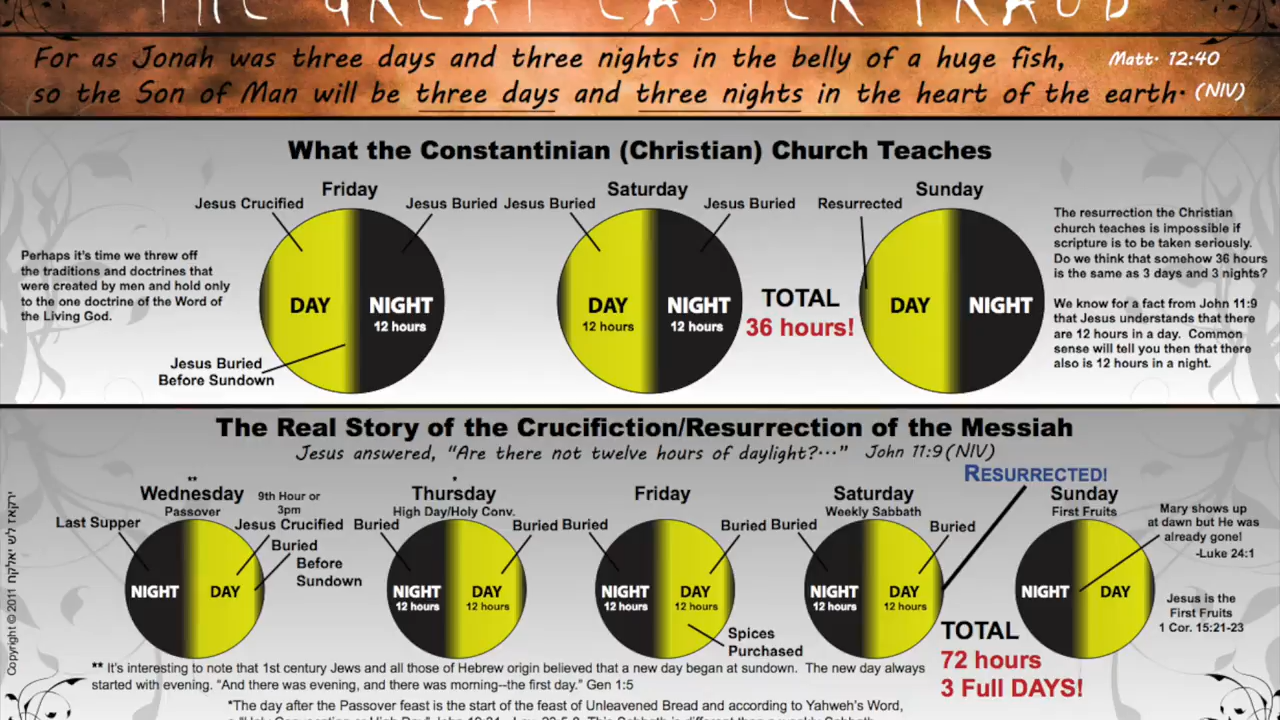 THE GREAT EASTER FRAUD
For as Jonah was three days and three nights in the belly of a huge fish, Matt. 12:40
so the Son of Man will be three days and three nights in the heart of the earth. (NIV)
What the Constantinian (Christian) Church Teaches
Friday
Jesus Crucified
Jesus Buried
DAY
NIGHT
12 hours
Jesus Buried
Before Sundown
Saturday
Jesus Buried
Jesus Buried
DAY
12 hours
NIGHT
12 hours
TOTAL
36 hours!
Sunday
Resurrected
DAY
NIGHT
Perhaps it's time we threw off
the traditions and doctrines that
were created by men and hold only
to the one doctrine of the Word of
the Living God.
The resurrection the Christian
church teaches is impossible if
scripture is to be taken seriously.
Do we think that somehow 36 hours
is the same as 3 days and 3 nights?
We know for a fact from John 11:9
that Jesus understands that there
are 12 hours in a day. Common
sense will tell you then that there
also is 12 hours in a night.
The Real Story of the Crucifiction/Resurrection of the Messiah
Jesus answered, “Are there not twelve hours of daylight?...” John 11:9 (NIV)
**
Wednesday
Passover
Last Supper
9th Hour or
3pm
Jesus Crucified
Buried
Before
Sundown
NIGHT
DAY
*
Thursday
High Day/Holy Conv.
Buried
Buried
NIGHT
12 hours
DAY
12 hours
Friday
Buried
Buried
NIGHT
12 hours
DAY
12 hours
Spices
Purchased
Saturday
Weekly Sabbath
Buried
Buried
NIGHT
12 hours
DAY
12 hours
RESURRECTED!
TOTAL
72 hours
3 Full DAYS!
Sunday
First Fruits
NIGHT
DAY
Mary shows up
at dawn but He was
already gone!
-Luke 24:1
Jesus is the
First Fruits
1 Cor. 15:21-23
** It's interesting to note that 1st century Jews and all those of Hebrew origin believed that a new day began at sundown. The new day always
started with evening. “And there was evening, and there was morning--the first day.” Gen 1:5
*The day after the Passover feast is the start of the feast of Unleavened Bread and according to Yahweh's Word,
Copyright © 2011